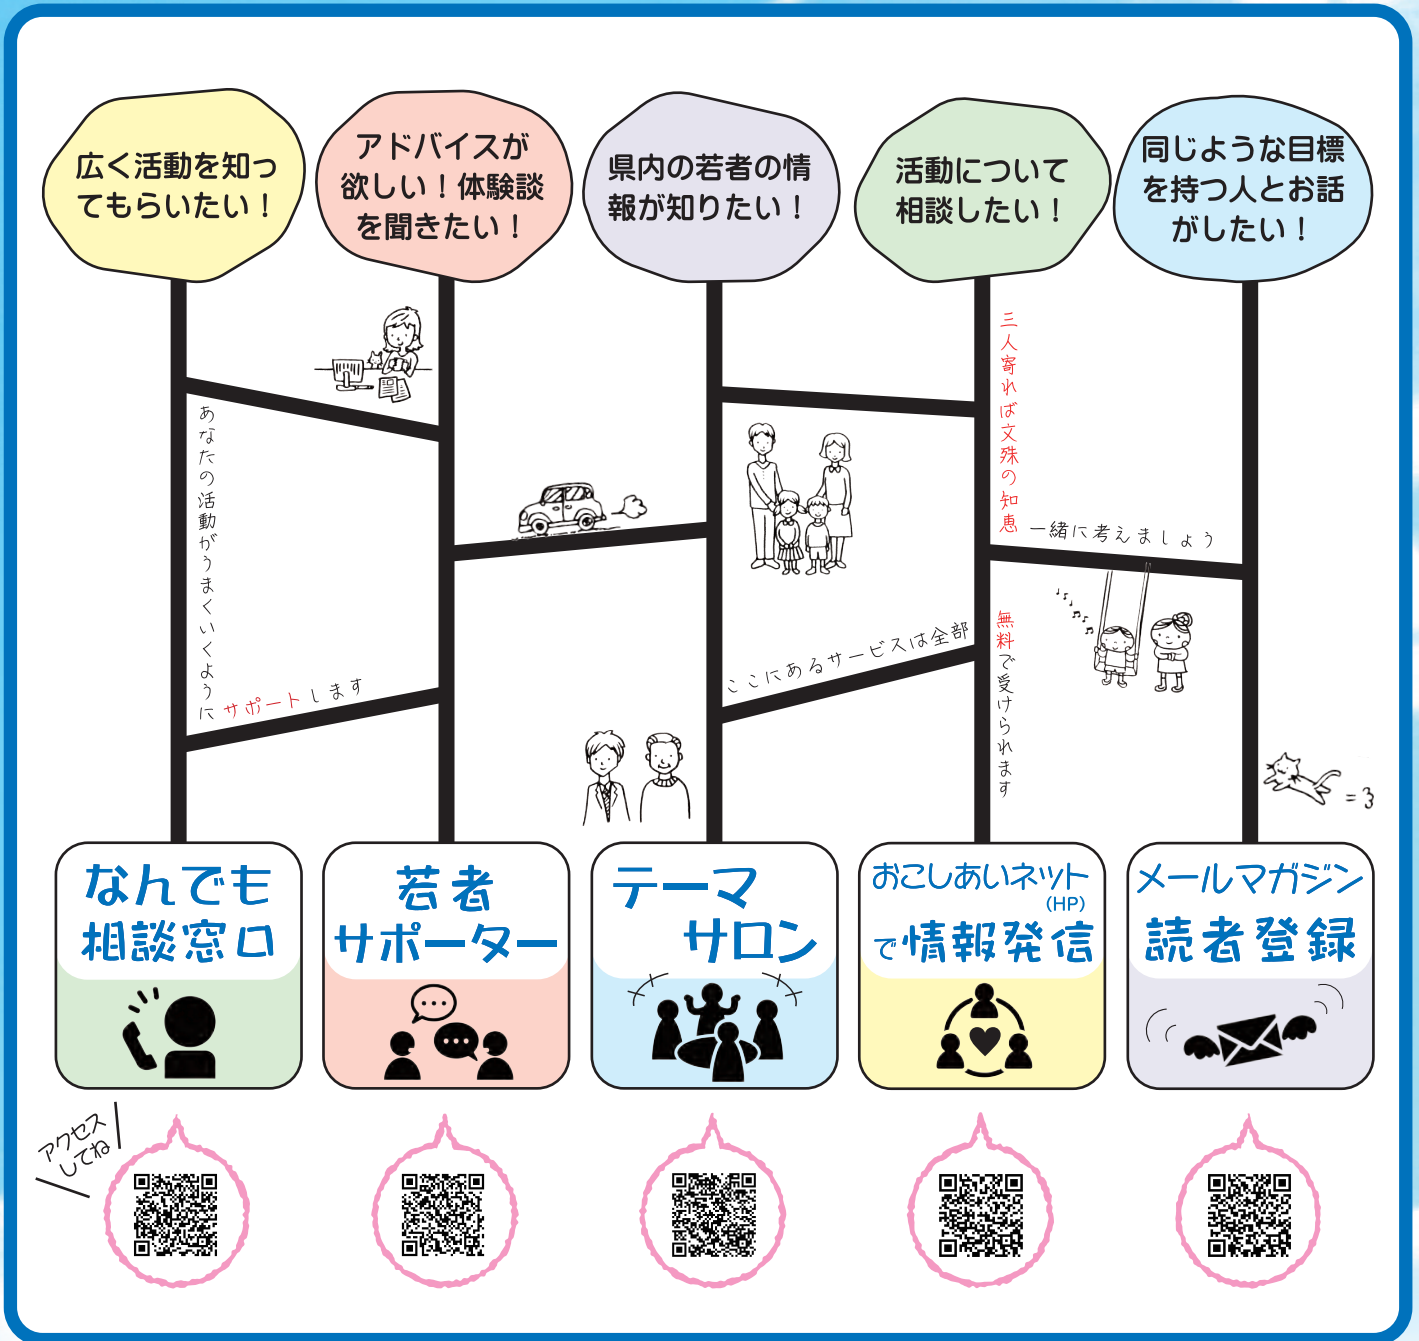 広く活動を知っ
てもらいたい！
アドバイスが
欲しい！体験談
を聞きたい！
県内の若者の情
報が知りたい！
活動について
相談したい！
同じような目標
を持つ人とお話
がしたい！
あなたの活動がうまくいくように
サポートします
三人寄れば文殊の知恵
一緒に考えましょう
ここにあるサービスは全部
無料で受けられます
=3
なんでも
相談窓口
若者
サポーター
テーマ
サロン
おこしあいネット
(HP)
で情報発信
メールマガジン
読者登録
アクセス
してね